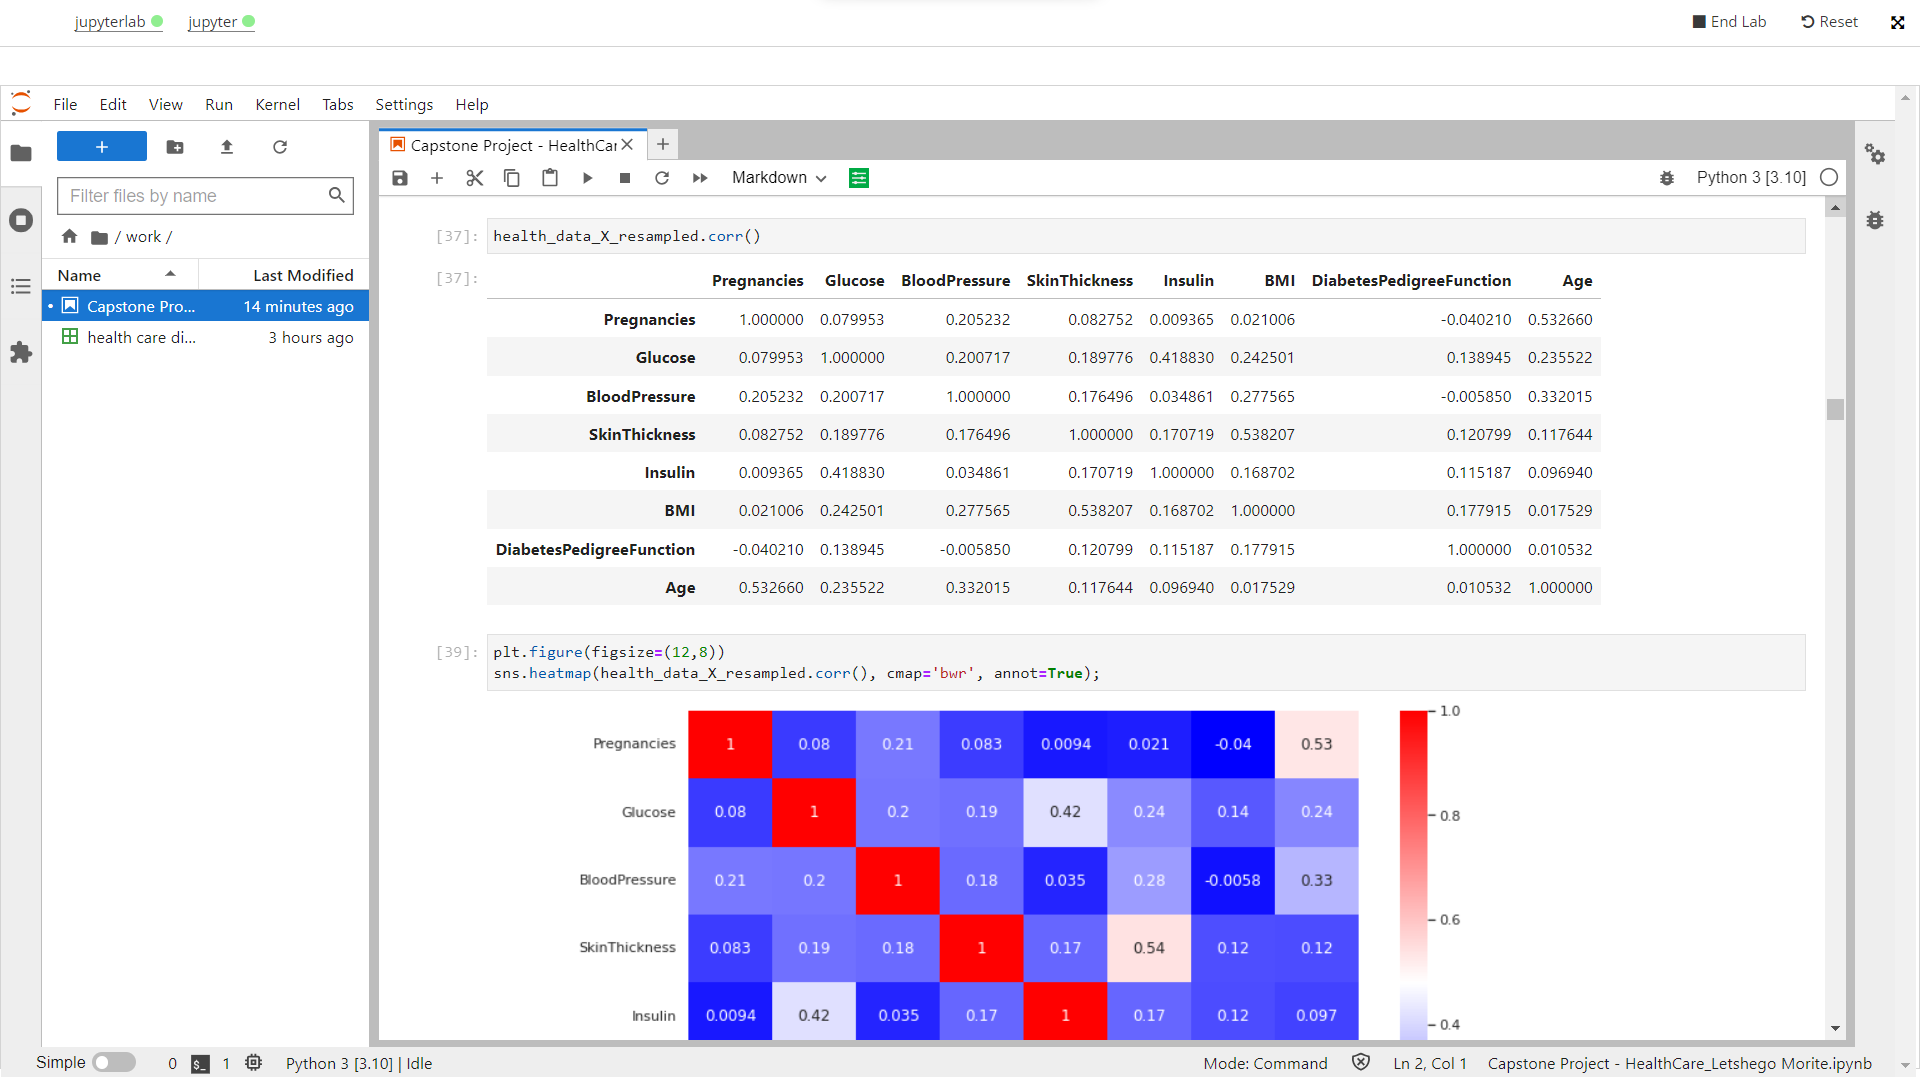 jupyterlab jupyter End Lab Reset
File Edit View Run Kernel Tabs Settings Help
+
Capstone Project - HealthCar
Markdown Python 3 [3.10]
Filter files by name
/ work /
Name Last Modified
Capstone Pro... 14 minutes ago
health care di... 3 hours ago
[37]: health_data_X_resampled.corr()
[37]: Pregnancies Glucose BloodPressure SkinThickness Insulin BMI DiabetesPedigreeFunction Age
Pregnancies 1.000000 0.079953 0.205232 0.082752 0.009365 0.021006 -0.040210 0.532660
Glucose 0.079953 1.000000 0.200717 0.189776 0.418830 0.242501 0.138945 0.235522
BloodPressure 0.205232 0.200717 1.000000 0.176496 0.034861 0.277565 -0.005850 0.332015
SkinThickness 0.082752 0.189776 0.176496 1.000000 0.170719 0.538207 0.120799 0.117644
Insulin 0.009365 0.418830 0.034861 0.170719 1.000000 0.168702 0.115187 0.096940
BMI 0.021006 0.242501 0.277565 0.538207 0.168702 1.000000 0.177915 0.017529
DiabetesPedigreeFunction -0.040210 0.138945 -0.005850 0.120799 0.115187 0.177915 1.000000 0.010532
Age 0.532660 0.235522 0.332015 0.117644 0.096940 0.017529 0.010532 1.000000
[39]: plt.figure(figsize=(12,8))
sns.heatmap(health_data_X_resampled.corr(), cmap='bwr', annot=True);
Pregnancies 1 0.08 0.21 0.083 0.0094 0.021 -0.04 0.53
Glucose 0.08 1 0.2 0.19 0.42 0.24 0.14 0.24
BloodPressure 0.21 0.2 1 0.18 0.035 0.28 -0.0058 0.33
SkinThickness 0.083 0.19 0.18 1 0.17 0.54 0.12 0.12
Insulin 0.0094 0.42 0.035 0.17 1 0.17 0.12 0.097
1.0
0.8
0.6
0.4
Simple 0 $_ 1 Python 3 [3.10] | Idle Mode: Command Ln 2, Col 1 Capstone Project - HealthCare_Letshego Morite.ipynb